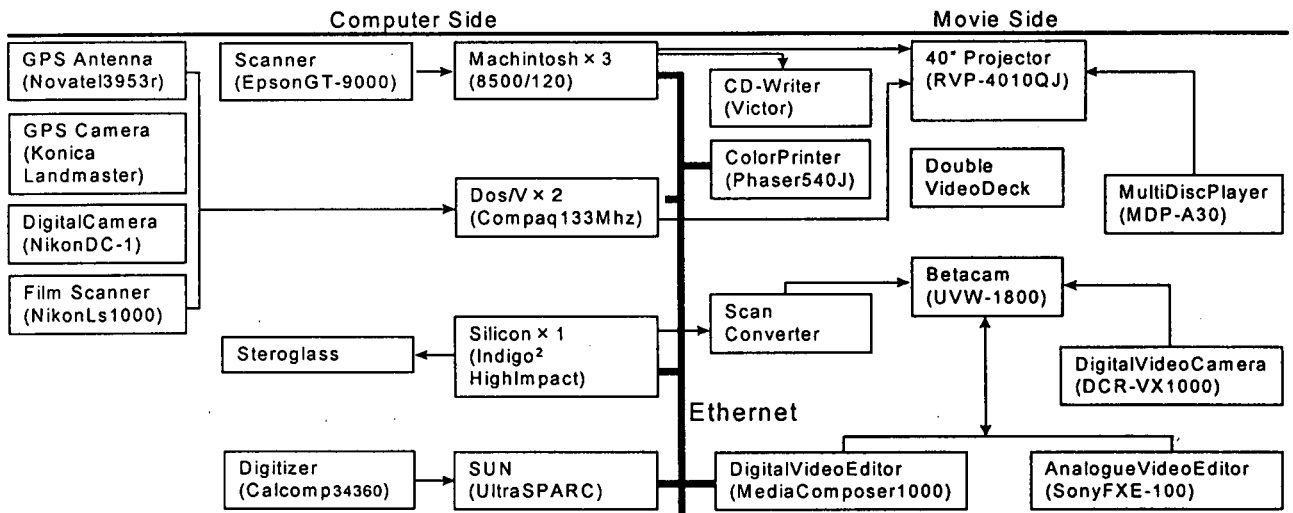 Computer Side
Movie Side
GPS Antenna
(Novatel3953r)
Scanner
(EpsonGT-9000)
Machintosh × 3
(8500/120)
40" Projector
(RVP-4010QJ)
CD-Writer
(Victor)
GPS Camera
(Konica
Landmaster)
ColorPrinter
(Phaser540J)
Double
VideoDeck
MultiDiscPlayer
(MDP-A30)
Dos/V × 2
(Compaq133Mhz)
DigitalCamera
(NikonDC-1)
Film Scanner
(NikonLs1000)
Betacam
(UVW-1800)
Scan
Converter
Silicon × 1
(Indigo²
HighImpact)
Steroglass
DigitalVideoCamera
(DCR-VX1000)
Ethernet
Digitizer
(Calcomp34360)
SUN
(UltraSPARC)
DigitalVideoEditor
(MediaComposer1000)
AnalogueVideoEditor
(SonyFXE-100)